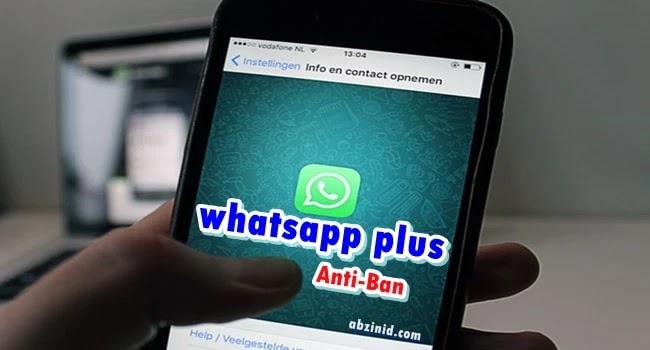 vodafone NL 13:04
Instellingen Info en contact opnemen
whatsapp plus
Anti-Ban
abzinid.com
Help / Veelgestelde